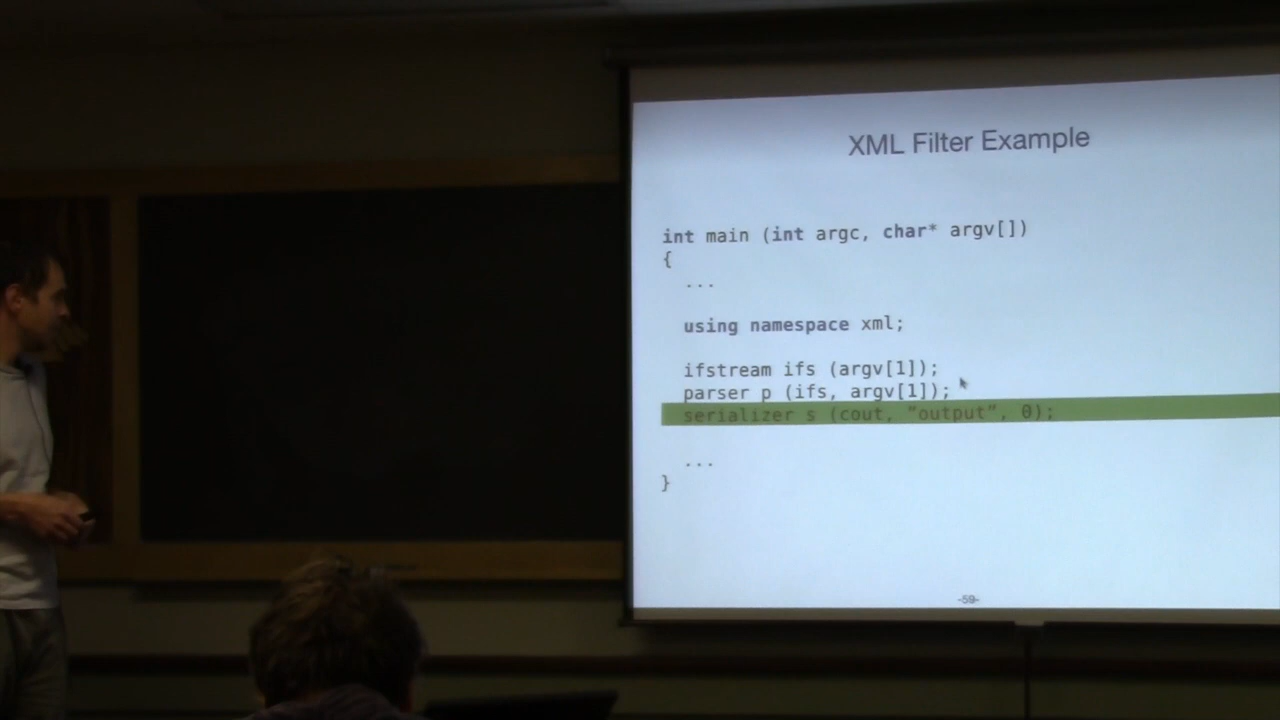 XML Filter Example
int main (int argc, char* argv[])
{
...
using namespace xml;
ifstream ifs (argv[1]);
parser p (ifs, argv[1]);
serializer s (cout, "output", 0);
...
}
-59-